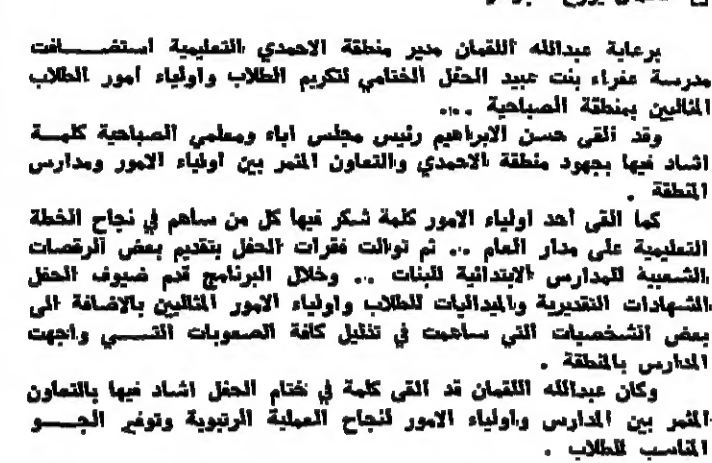 برعاية عبدالله اللقمان مدير منطقة الاحمدي التعليمية استضافت
مدرسة عفراء بنت عبيد الحفل الختامي لتكريم الطلاب واولياء أمور الطلاب
المثاليين بمنطقة الصباحية ..
وقد ألقى حسن الابراهيم رئيس مجلس اباء ومعلمي الصباحية كلمة
اشاد فيها بجهود منطقة الاحمدي والتعاون المثمر بين اولياء الامور ومدارس
المنطقة .
كما القى أحد اولياء الامور كلمة شكر فيها كل من ساهم في نجاح الخطة
التعليمية على مدار العام .. ثم توالت فقرات الحفل بتقديم بعض الرقصات
الشعبية للمدارس الابتدائية للبنات .. وخلال البرنامج قدم ضيوف الحفل
الشهادات التقديرية والميداليات للطلاب واولياء الامور المثاليين بالاضافة الى
بعض الشخصيات التي ساهمت في تذليل كافة الصعوبات التي واجهت
المدارس بالمنطقة .
وكان عبدالله اللقمان قد ألقى كلمة في ختام الحفل اشاد فيها بالتعاون
المثمر بين المدارس واولياء الامور لنجاح العملية الرتبوية وتوفير الجو
المناسب للطلاب .